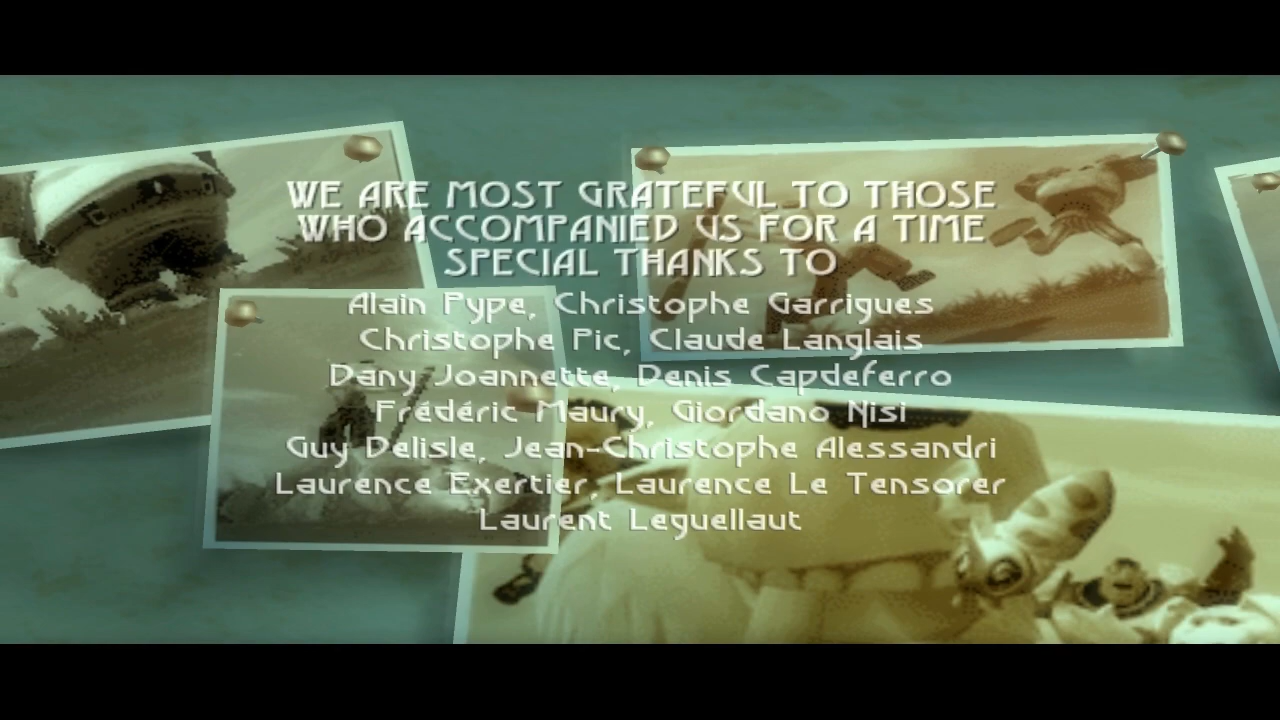 WE ARE MOST GRATEFUL TO THOSE
WHO ACCOMPANIED US FOR A TIME
SPECIAL THANKS TO
Alain Pype, Christophe Garrigues
Christophe Pic, Claude Langlais
Dany Joannette, Denis Capdeferro
Frédéric Maury, Giordano Nisi
Guy Delisle, Jean-Christophe Alessandri
Laurence Exertier, Laurence Le Tensorer
Laurent Leguellaut